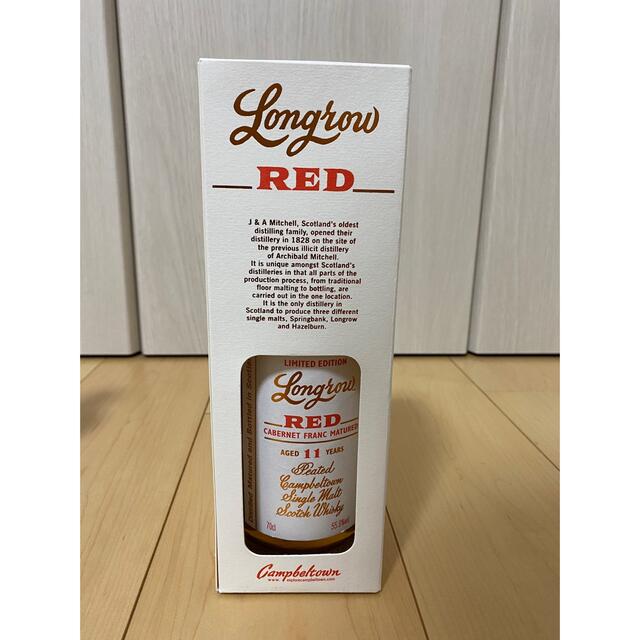 Longrow
RED
J & A Mitchell, Scotland's oldest
distilling family, opened their
distillery in 1828 on the site of
the previous illicit distillery
of Archibald Mitchell.
It is unique amongst Scotland's
distilleries in that all parts of the
production process, from traditional
floor malting to bottling, are
carried out in the one location.
It is the only distillery in
Scotland to produce three different
single malts, Springbank, Longrow
and Hazelburn.
LIMITED EDITION
Longrow
RED
CABERNET FRANC MATURED
AGED 11 YEARS
Peated
Campbeltown
Single Malt
Scotch Whisky
70cl
Matured and Bottled in
Campbeltown